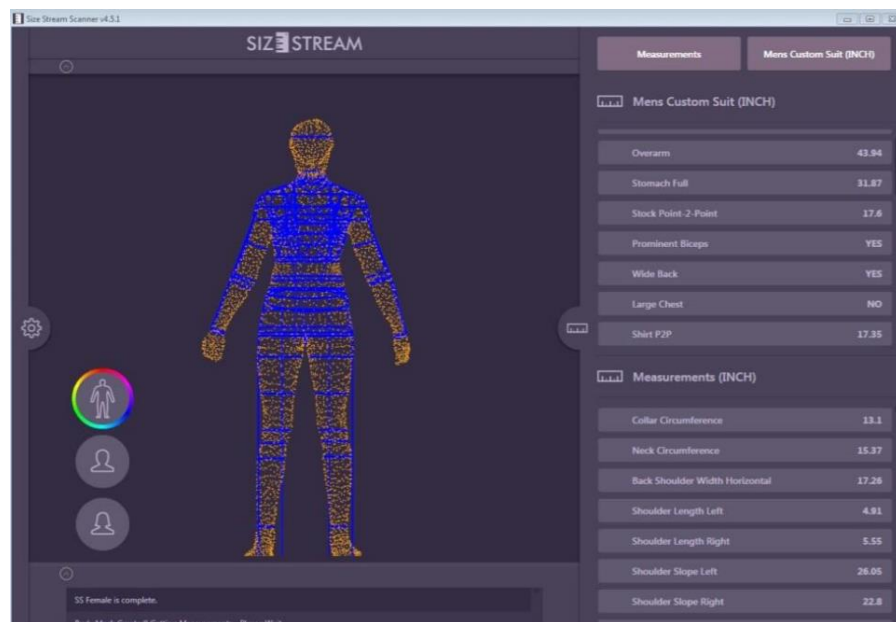 Size Stream Scanner v4.3.1
SIZE STREAM
Measurements
Mens Custom Suit (INCH)
Mens Custom Suit (INCH)
Overarm 43.94
Stomach Full 31.87
Stock Point-2-Point 17.6
Prominent Biceps YES
Wide Back YES
Large Chest NO
Shirt P2P 17.35
Measurements (INCH)
Collar Circumference 13.1
Neck Circumference 15.37
Back Shoulder Width Horizontal 17.26
Shoulder Length Left 4.91
Shoulder Length Right 5.55
Shoulder Slope Left 26.05
Shoulder Slope Right 22.8
SS Female is complete.